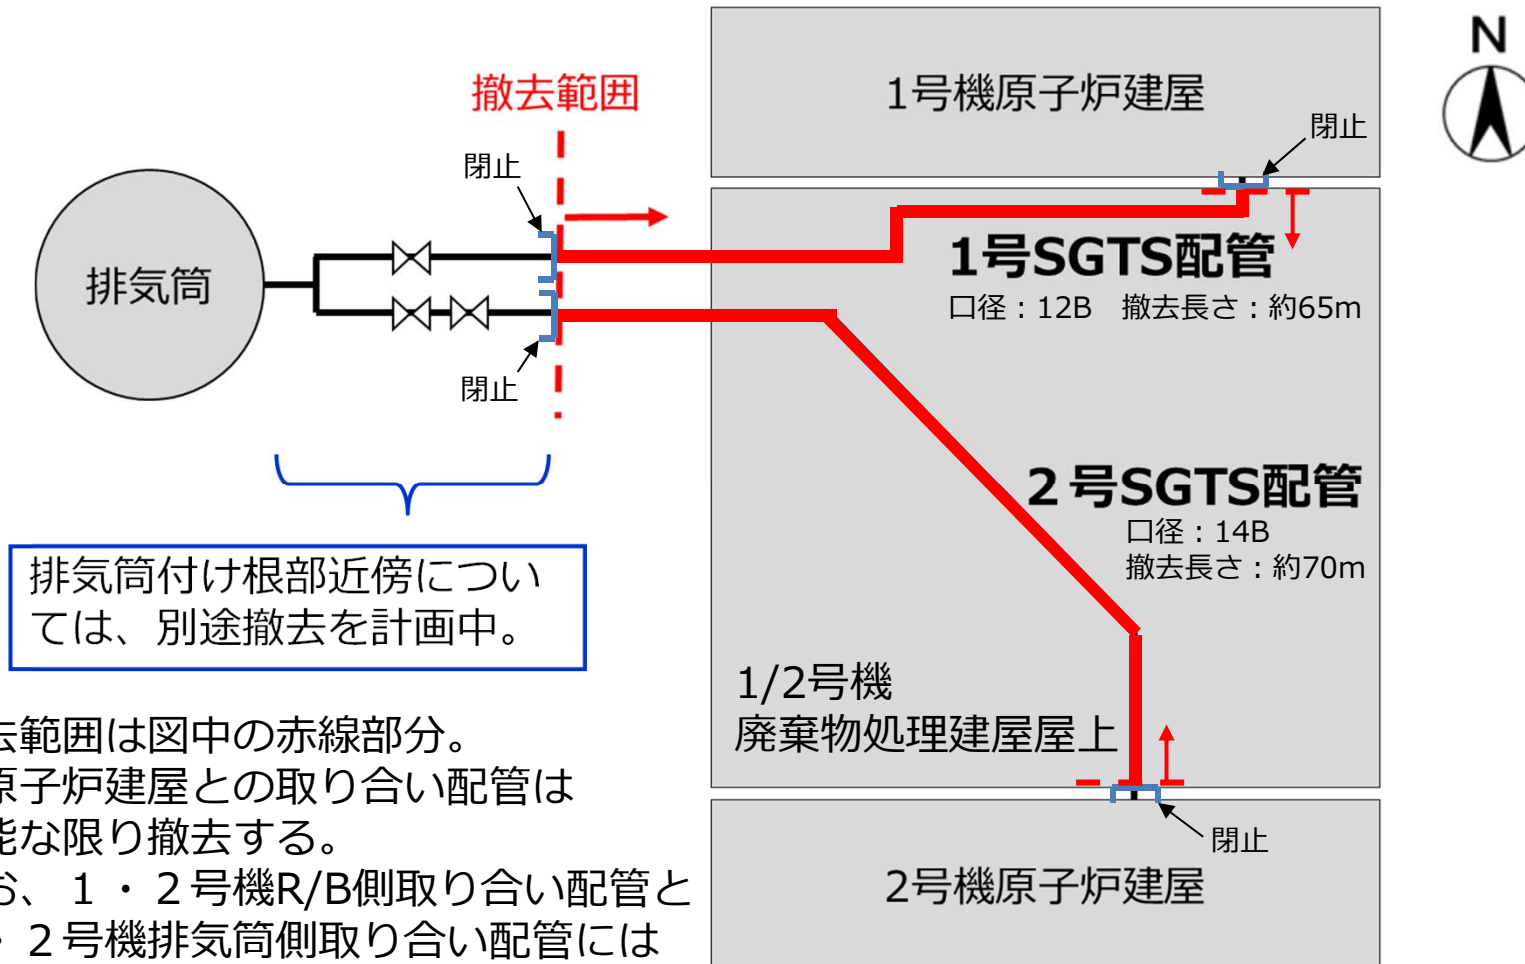 N
撤去範囲
1号機原子炉建屋
閉止
閉止
排気筒
1号SGTS配管
口径：12B　撤去長さ：約65m
閉止
２号SGTS配管
口径：14B
撤去長さ：約70m
排気筒付け根部近傍につい
ては、別途撤去を計画中。
1/2号機
廃棄物処理建屋屋上
閉止
2号機原子炉建屋
去範囲は図中の赤線部分。
原子炉建屋との取り合い配管は
能な限り撤去する。
お、１・２号機R/B側取り合い配管と
・２号機排気筒側取り合い配管には